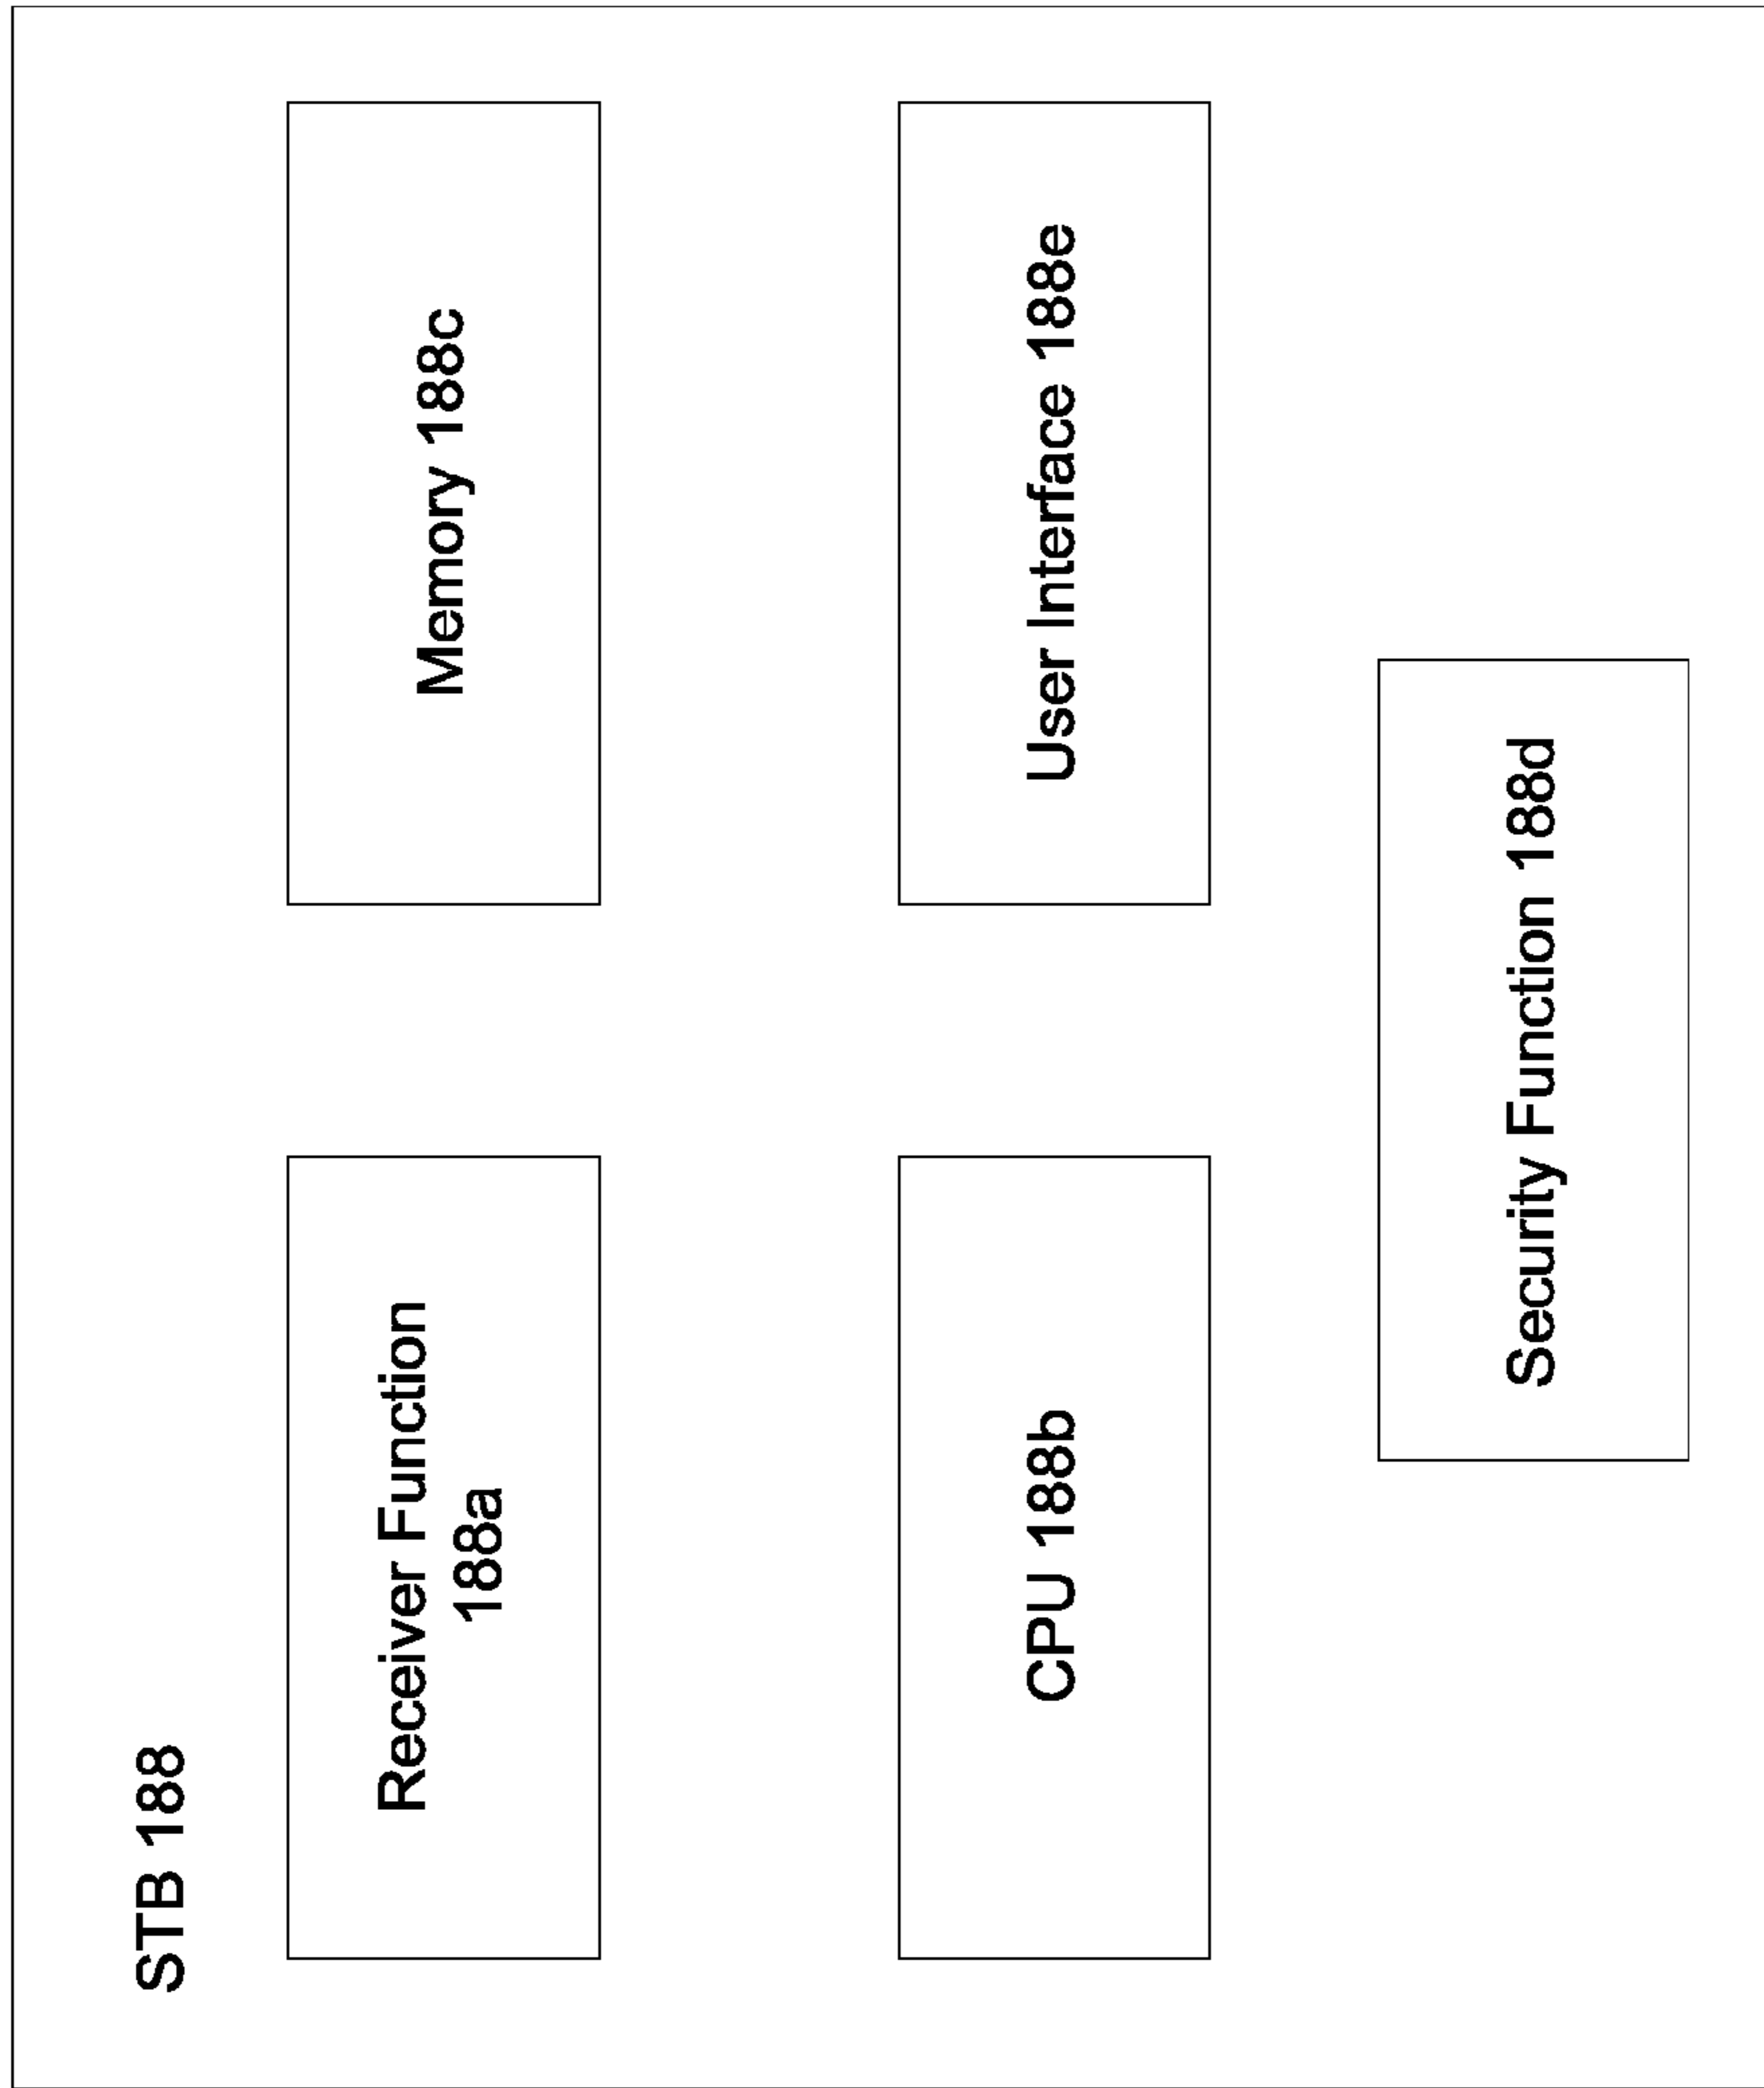 STB 188
Receiver Function
188a
Memory 188c
CPU 188b
User Interface 188e
Security Function 188d